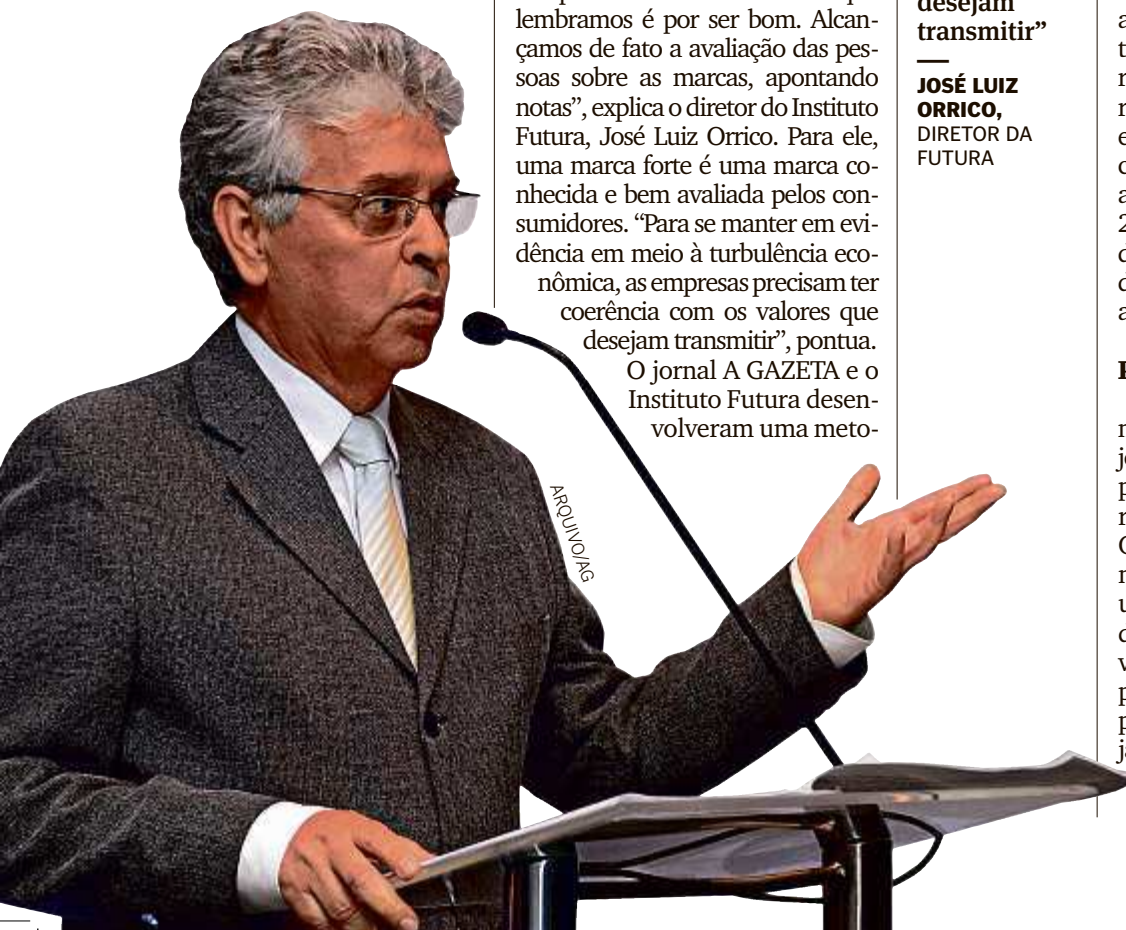 lembramos é por ser bom. Alcan-
çamos de fato a avaliação das pes-
soas sobre as marcas, apontando
notas”, explica o diretor do Instituto
Futura, José Luiz Orrico. Para ele,
uma marca forte é uma marca co-
nhecida e bem avaliada pelos con-
sumidores. “Para se manter em evi-
dência em meio à turbulência eco-
nômica, as empresas precisam ter
coerência com os valores que
desejam transmitir”, pontua.
O jornal A GAZETA e o
Instituto Futura desen-
volveram uma meto-
desejam
transmitir”
JOSÉ LUIZ
ORRICO,
DIRETOR DA
FUTURA
ARQUIVO/AG